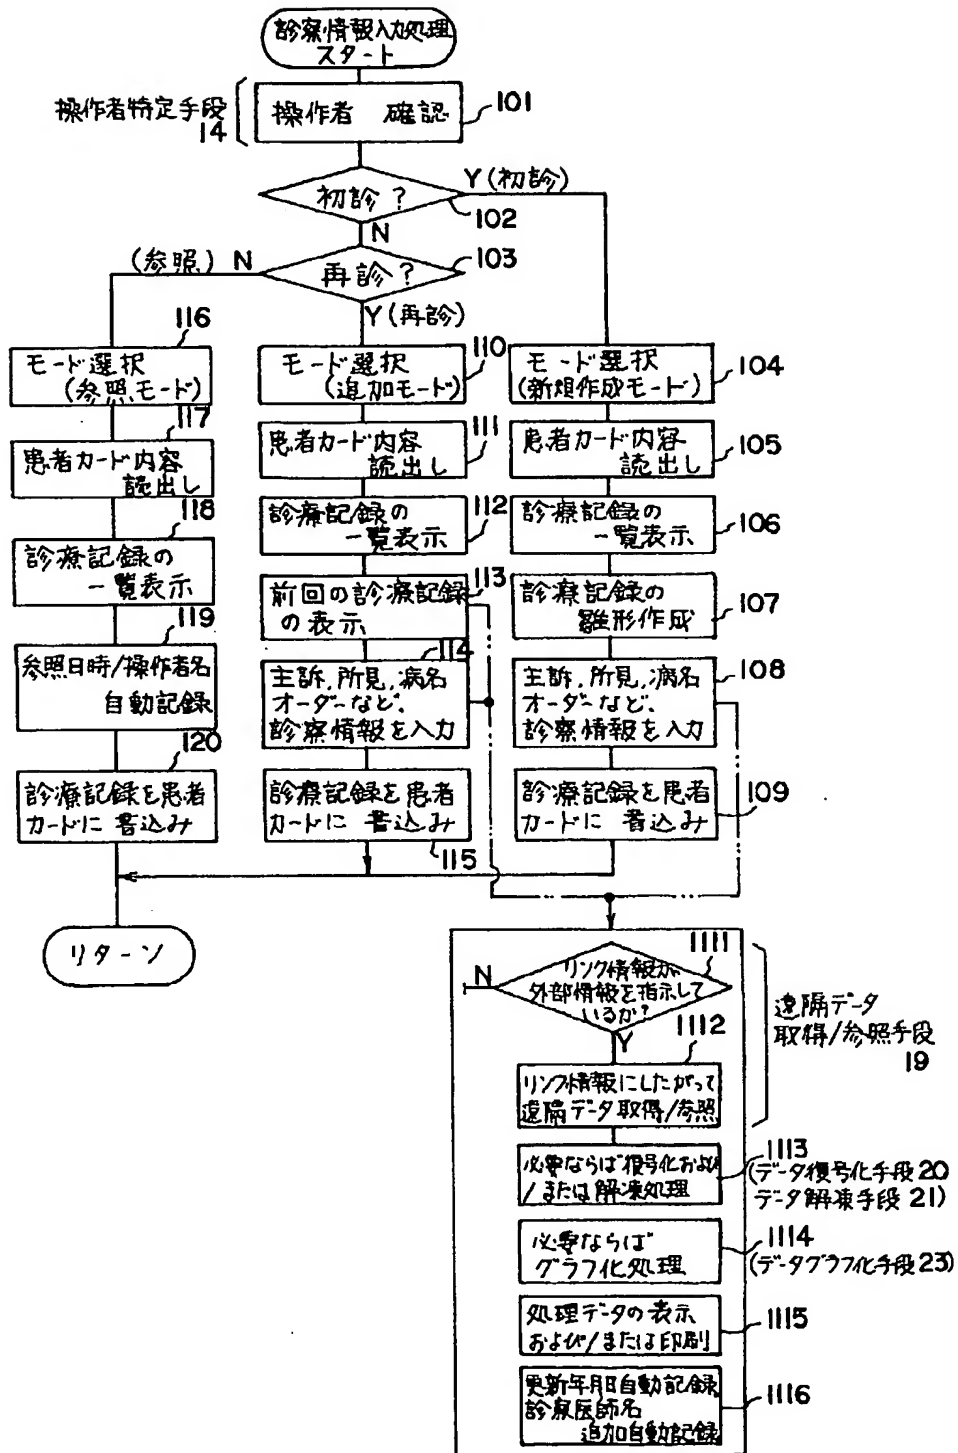 診察情報入力処理
スタート
操作者特定手段
14
操作者 確認
101
初診?
Y(初診)
102
N
(参照) N
再診?
103
Y(再診)
116
モード選択
(参照モード)
117
患者カード内容
読出し
118
診療記録の
一覧表示
119
参照日時/操作者名
自動記録
120
診療記録を患者
カードに書込み
モード選択
(追加モード)
110
患者カード内容
読出し
111
診療記録の
一覧表示
112
前回の診療記録
の表示
113
114
主訴、所見、病名
オーダーなど、
診察情報を入力
診療記録を患者
カードに書込み
115
モード選択
(新規作成モード)
104
患者カード内容
読出し
105
診療記録の
一覧表示
106
診療記録の
雛形作成
107
主訴、所見、病名
オーダーなど、
診察情報を入力
108
診療記録を患者
カードに書込み
109
リターン
1111
N
リンク情報が
外部情報を指示して
いるか?
Y
1112
リンク情報にしたがって
遠隔データ取得/参照
遠隔データ
取得/参照手段
19
必要ならば復号化および
/または解凍処理
1113
(データ復号化手段20
データ解凍手段21)
必要ならば
グラフ化処理
1114
(データグラフ化手段23)
処理データの表示
および/または印刷
1115
更新年月日自動記録
診察医師名
追加自動記録
1116